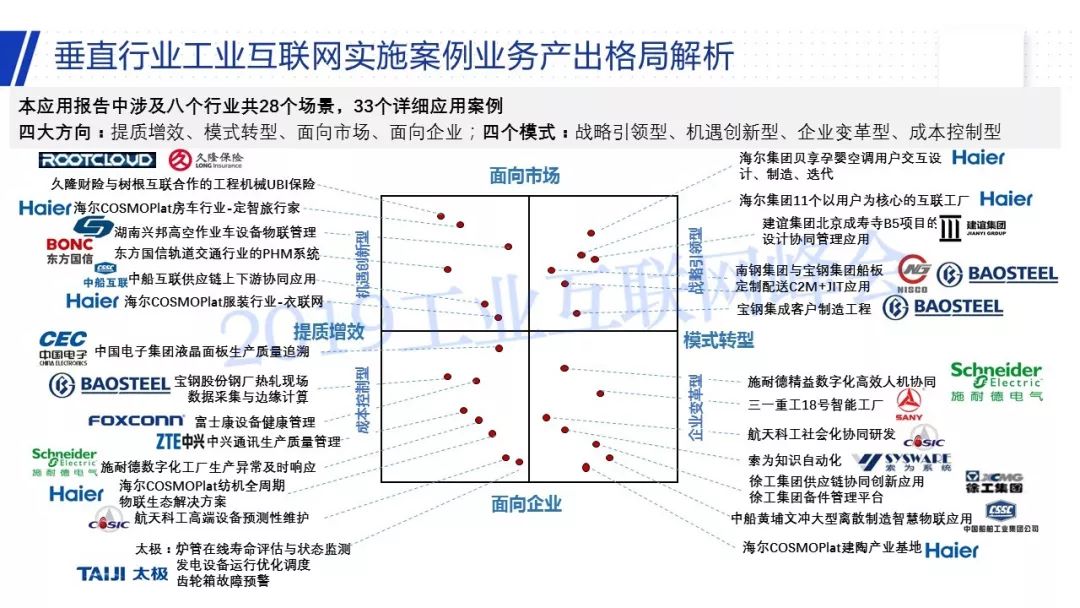 垂直行业工业互联网实施案例业务产出格局解析
本应用报告中涉及八个行业共28个场景，33个详细应用案例
四大方向：提质增效、模式转型、面向市场、面向企业；四个模式：战略引领型、机遇创新型、企业变革型、成本控制型
ROOTCLOUD 久隆保险
LONG Insurance
久隆财险与树根互联合作的工程机械UBI保险
Haier 海尔COSMOPlat房车行业-定智旅行家
湖南兴邦高空作业车设备物联管理
BONC
东方国信
东方国信轨道交通行业的PHM系统
CSSC
中船互联
中船互联供应链上下游协同应用
Haier 海尔COSMOPlat服装行业-衣联网
提质增效
CEC
中国电子
CHINA ELECTRONICS
中国电子集团液晶面板生产质量追溯
BAOSTEEL
宝钢股份钢厂热轧现场
数据采集与边缘计算
FOXCONN 富士康设备健康管理
ZTE中兴 中兴通讯生产质量管理
Schneider
Electric
施耐德电气
施耐德数字化工厂生产异常及时响应
Haier
海尔COSMOPlat纺机全周期
物联生态解决方案
CASIC 航天科工高端设备预测性维护
TAIJI 太极
太极：炉管在线寿命评估与状态监测
发电设备运行优化调度
齿轮箱故障预警
面向市场
机遇创新型
战略引领型
成本控制型
企业变革型
面向企业
2019工业互联网峰会
海尔集团贝享孕婴空调用户交互设
计、制造、迭代
Haier
海尔集团11个以用户为核心的互联工厂 Haier
建谊集团北京成寿寺B5项目的
设计协同管理应用
建谊集团
JIANYI GROUP
南钢集团与宝钢集团船板
定制配送C2M+JIT应用
NISCO
BAOSTEEL
宝钢集成客户制造工程 BAOSTEEL
模式转型
施耐德精益数字化高效人机协同
Schneider
Electric
施耐德电气
三一重工18号智能工厂
SANY
航天科工社会化协同研发
CASIC
索为知识自动化
SYSWARE
索为系统
徐工集团供应链协同创新应用
徐工集团备件管理平台
XCMG
徐工集团
中船黄埔文冲大型离散制造智慧物联应用
CSSC
中国船舶工业集团公司
海尔COSMOPlat建陶产业基地 Haier